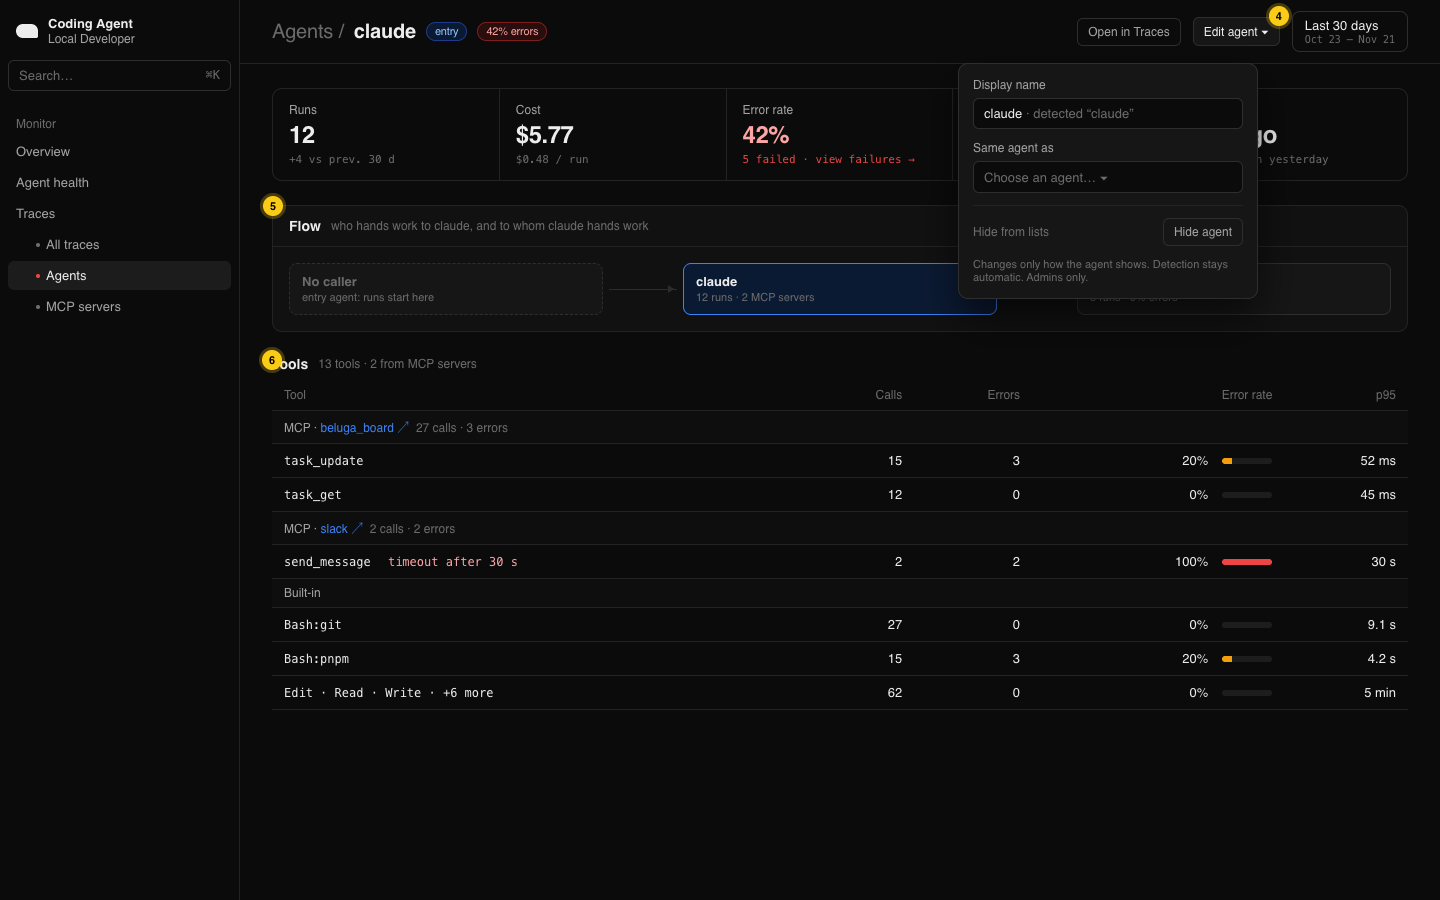 Coding Agent
Local Developer
Search… ⌘K
Monitor
Overview
Agent health
Traces
All traces
Agents
MCP servers
Agents / claude entry 42% errors
Open in Traces
Edit agent
4
Last 30 days
Oct 23 – Nov 21
Runs
12
+4 vs prev. 30 d
Cost
$5.77
$0.48 / run
Error rate
42%
5 failed · view failures →
yesterday
Display name
claude · detected “claude”
Same agent as
Choose an agent…
Hide from lists
Hide agent
Changes only how the agent shows. Detection stays
automatic. Admins only.
5
Flow who hands work to claude, and to whom claude hands work
No caller
entry agent: runs start here
claude
12 runs · 2 MCP servers
6
13 tools · 2 from MCP servers
Tool Calls Errors Error rate p95
MCP · beluga_board ↗ 27 calls · 3 errors
task_update 15 3 20% 52 ms
task_get 12 0 0% 45 ms
MCP · slack ↗ 2 calls · 2 errors
send_message timeout after 30 s 2 2 100% 30 s
Built-in
Bash:git 27 0 0% 9.1 s
Bash:pnpm 15 3 20% 4.2 s
Edit · Read · Write · +6 more 62 0 0% 5 min